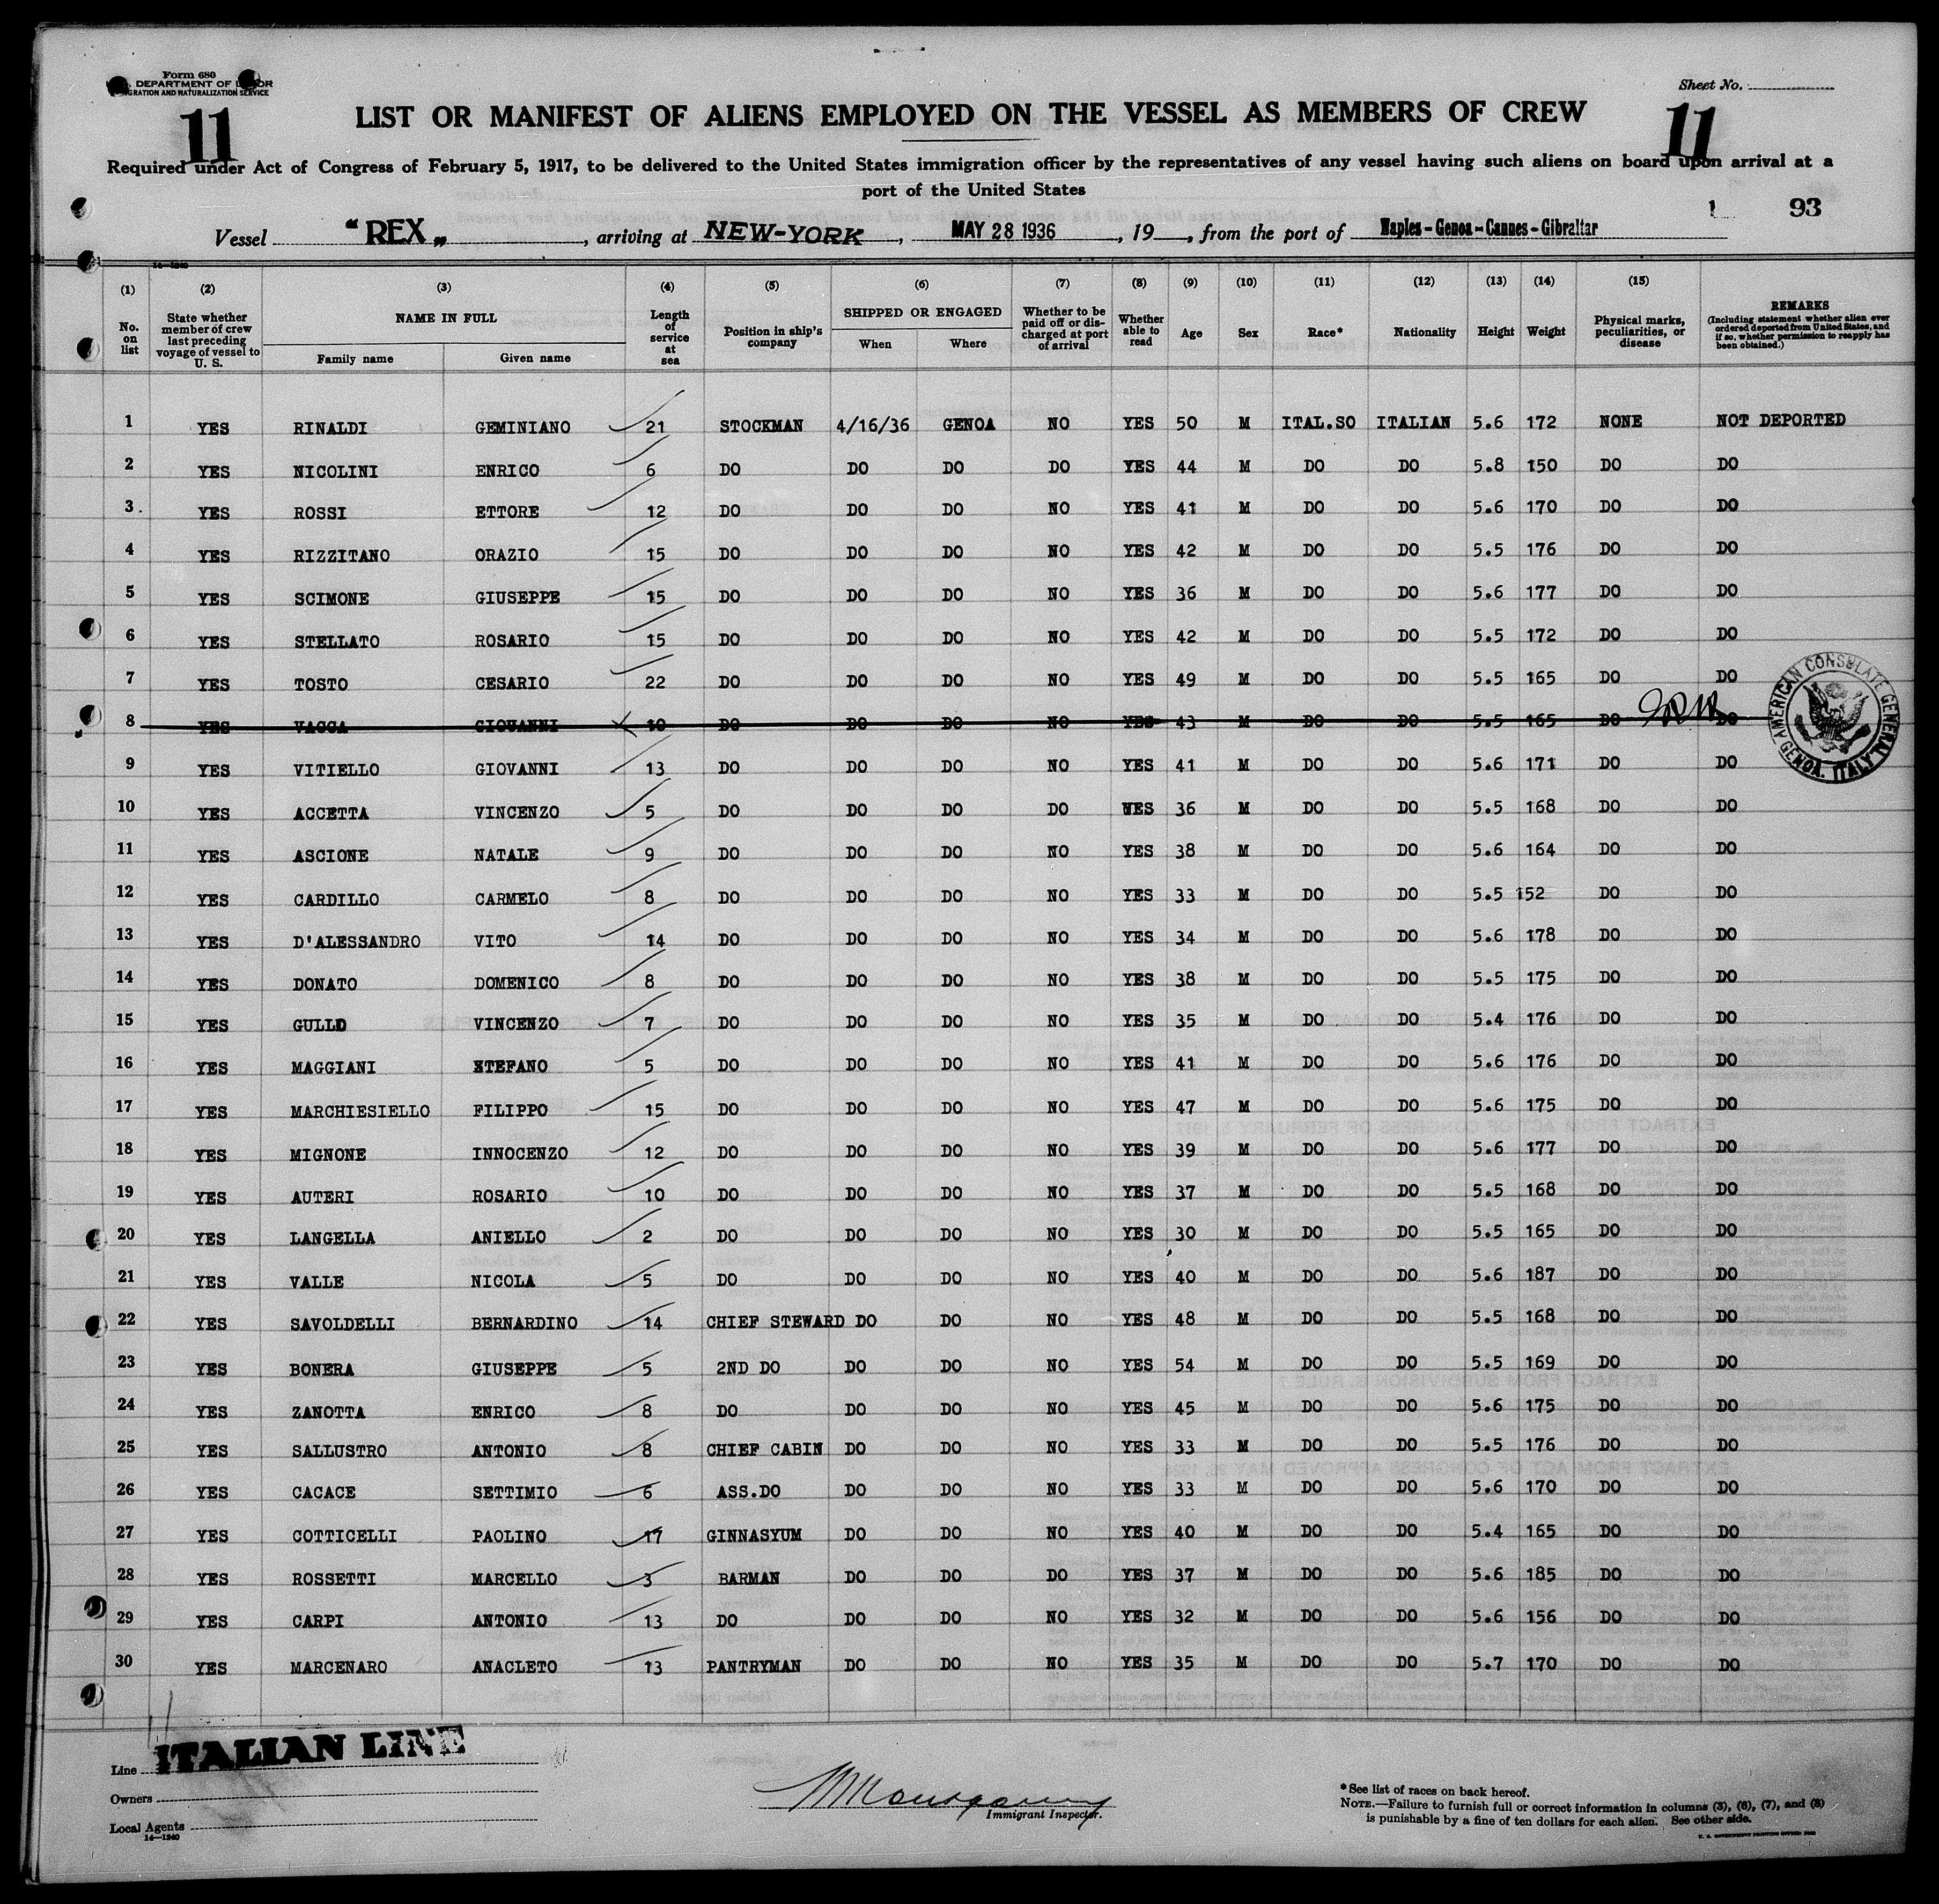 Form 680
DEPARTMENT OF LABOR
IMMIGRATION AND NATURALIZATION SERVICE
Sheet No.
11
LIST OR MANIFEST OF ALIENS EMPLOYED ON THE VESSEL AS MEMBERS OF CREW
11
Required under Act of Congress of February 5, 1917, to be delivered to the United States immigration officer by the representatives of any vessel having such aliens on board upon arrival at a
port of the United States
1 93
Vessel "REX„ , arriving at NEW-YORK , MAY 28 1936 , 19 , from the port of Naples-Genoa-Cannes-Gibraltar
14-1240
(1) (2) (3) (4) (5) (6) (7) (8) (9) (10) (11) (12) (13) (14) (15)
No. on list
State whether member of crew last preceding voyage of vessel to U. S.
NAME IN FULL
Family name Given name
Length of service at sea
Position in ship's company
SHIPPED OR ENGAGED
When Where
Whether to be paid off or discharged at port of arrival
Whether able to read
Age
Sex
Race*
Nationality
Height
Weight
Physical marks, peculiarities, or disease
REMARKS
(Including statement whether alien ever ordered deported from United States, and if so, whether permission to reapply has been obtained.)
1 YES RINALDI GEMINIANO 21 STOCKMAN 4/16/36 GENOA NO YES 50 M ITAL.SO ITALIAN 5.6 172 NONE NOT DEPORTED
2 YES NICOLINI ENRICO 6 DO DO DO DO YES 44 M DO DO 5.8 150 DO DO
3 YES ROSSI ETTORE 12 DO DO DO NO YES 41 M DO DO 5.6 170 DO DO
4 YES RIZZITANO ORAZIO 15 DO DO DO NO YES 42 M DO DO 5.5 176 DO DO
5 YES SCIMONE GIUSEPPE 15 DO DO DO NO YES 36 M DO DO 5.6 177 DO DO
6 YES STELLATO ROSARIO 15 DO DO DO NO YES 42 M DO DO 5.5 172 DO DO
7 YES TOSTO CESARIO 22 DO DO DO NO YES 49 M DO DO 5.5 165 DO DO
8 YES VACCA GIOVANNI 10 DO DO DO NO YES 43 M DO DO 5.5 165 DO DO
AMERICAN CONSULATE GENERAL GENOA, ITALY
9 YES VITIELLO GIOVANNI 13 DO DO DO NO YES 41 M DO DO 5.6 171 DO DO
10 YES ACCETTA VINCENZO 5 DO DO DO DO YES 36 M DO DO 5.5 168 DO DO
11 YES ASCIONE NATALE 9 DO DO DO NO YES 38 M DO DO 5.6 164 DO DO
12 YES CARDILLO CARMELO 8 DO DO DO NO YES 33 M DO DO 5.5 152 DO DO
13 YES D'ALESSANDRO VITO 14 DO DO DO NO YES 34 M DO DO 5.6 178 DO DO
14 YES DONATO DOMENICO 8 DO DO DO NO YES 38 M DO DO 5.5 175 DO DO
15 YES GULLO VINCENZO 7 DO DO DO NO YES 35 M DO DO 5.4 176 DO DO
16 YES MAGGIANI STEFANO 5 DO DO DO NO YES 41 M DO DO 5.6 176 DO DO
17 YES MARCHIESIELLO FILIPPO 15 DO DO DO NO YES 47 M DO DO 5.6 175 DO DO
18 YES MIGNONE INNOCENZO 12 DO DO DO NO YES 39 M DO DO 5.6 177 DO DO
19 YES AUTERI ROSARIO 10 DO DO DO NO YES 37 M DO DO 5.5 168 DO DO
20 YES LANGELLA ANIELLO 2 DO DO DO NO YES 30 M DO DO 5.5 165 DO DO
21 YES VALLE NICOLA 5 DO DO DO NO YES 40 M DO DO 5.6 187 DO DO
22 YES SAVOLDELLI BERNARDINO 14 CHIEF STEWARD DO DO NO YES 48 M DO DO 5.5 168 DO DO
23 YES BONERA GIUSEPPE 5 2ND DO DO DO NO YES 54 M DO DO 5.5 169 DO DO
24 YES ZANOTTA ENRICO 8 DO DO DO NO YES 45 M DO DO 5.6 175 DO DO
25 YES SALLUSTRO ANTONIO 8 CHIEF CABIN DO DO NO YES 33 M DO DO 5.5 176 DO DO
26 YES CACACE SETTIMIO 6 ASS.DO DO DO NO YES 33 M DO DO 5.6 170 DO DO
27 YES COTTICELLI PAOLINO 17 GINNASYUM DO DO NO YES 40 M DO DO 5.4 165 DO DO
28 YES ROSSETTI MARCELLO 3 BARMAN DO DO DO YES 37 M DO DO 5.6 185 DO DO
29 YES CARPI ANTONIO 13 DO DO DO NO YES 32 M DO DO 5.6 156 DO DO
30 YES MARCENARO ANACLETO 13 PANTRYMAN DO DO NO YES 35 M DO DO 5.7 170 DO DO
Line ITALIAN LINE
Owners
Local Agents
14-1240
Immigrant Inspector.
*See list of races on back hereof.
NOTE.—Failure to furnish full or correct information in columns (3), (6), (7), and (8)
is punishable by a fine of ten dollars for each alien. See other side.